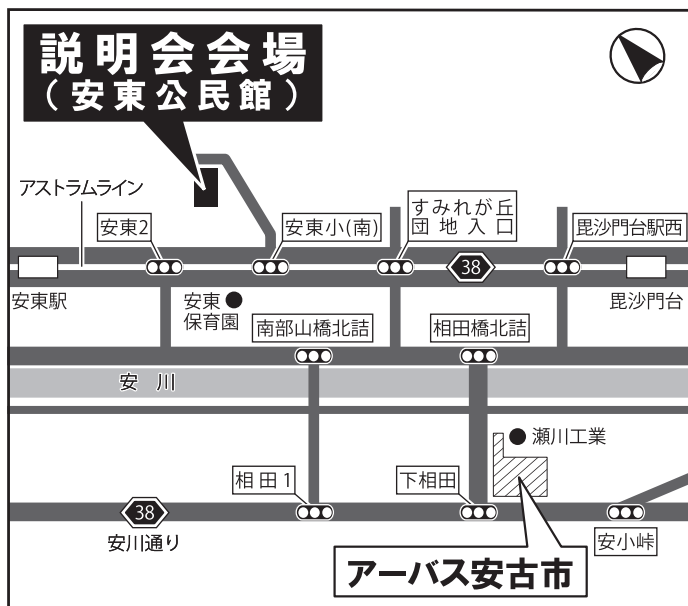 説明会会場
（安東公民館）
アストラムライン
安東2
安東小(南)
すみれが丘
団地入口
毘沙門台駅西
38
安東駅
安東
保育園
毘沙門台
南部山橋北詰
相田橋北詰
安川
瀬川工業
相田1
下相田
38
安川通り
安小峠
アーバス安古市